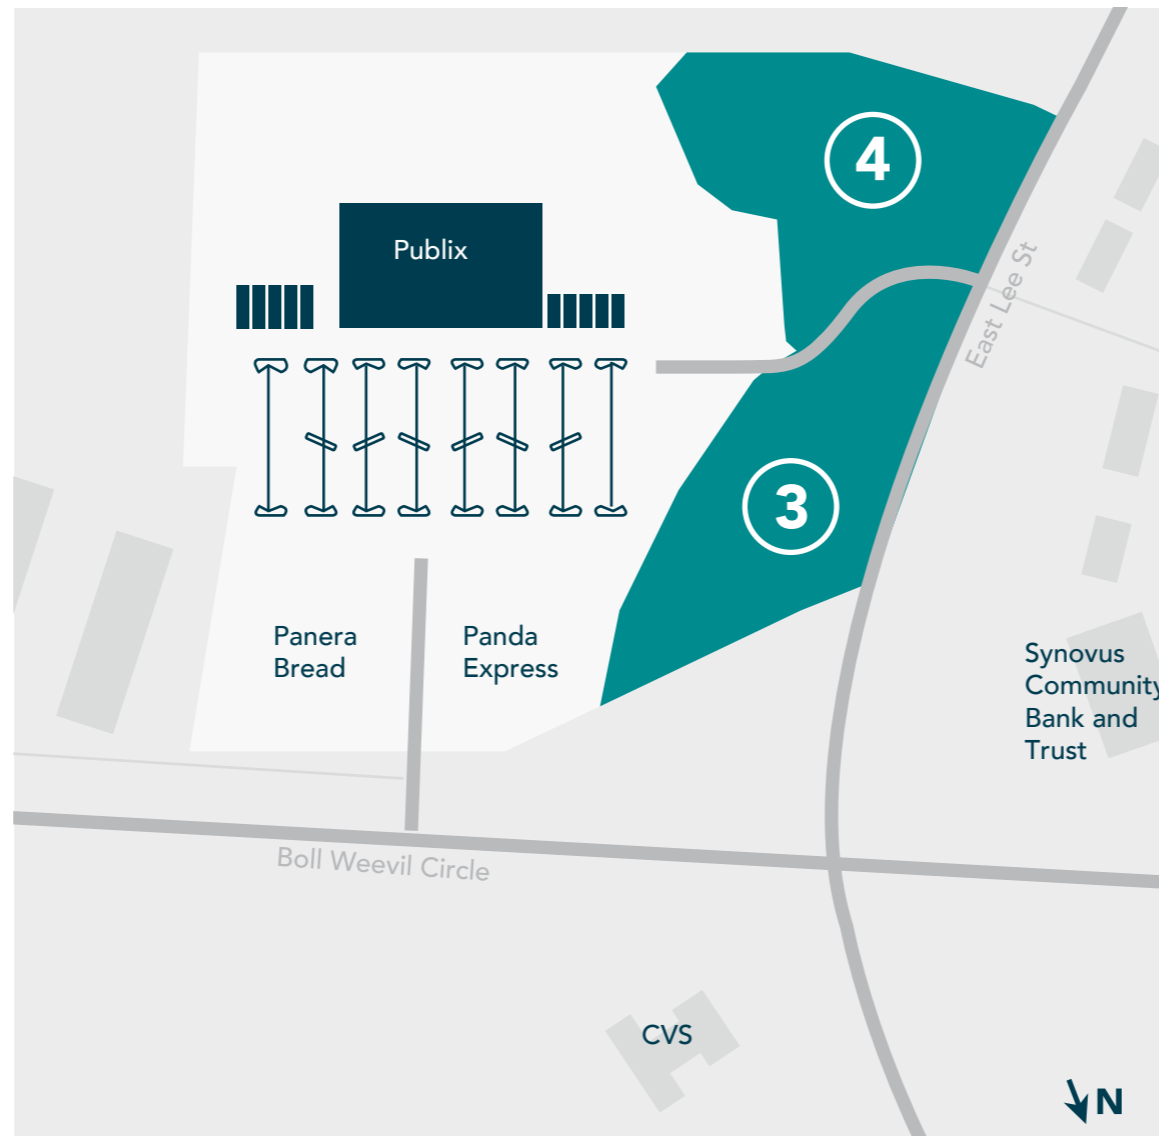 4
Publix
East Lee St
3
Panera
Bread
Panda
Express
Synovus
Community
Bank and
Trust
Boll Weevil Circle
CVS
N